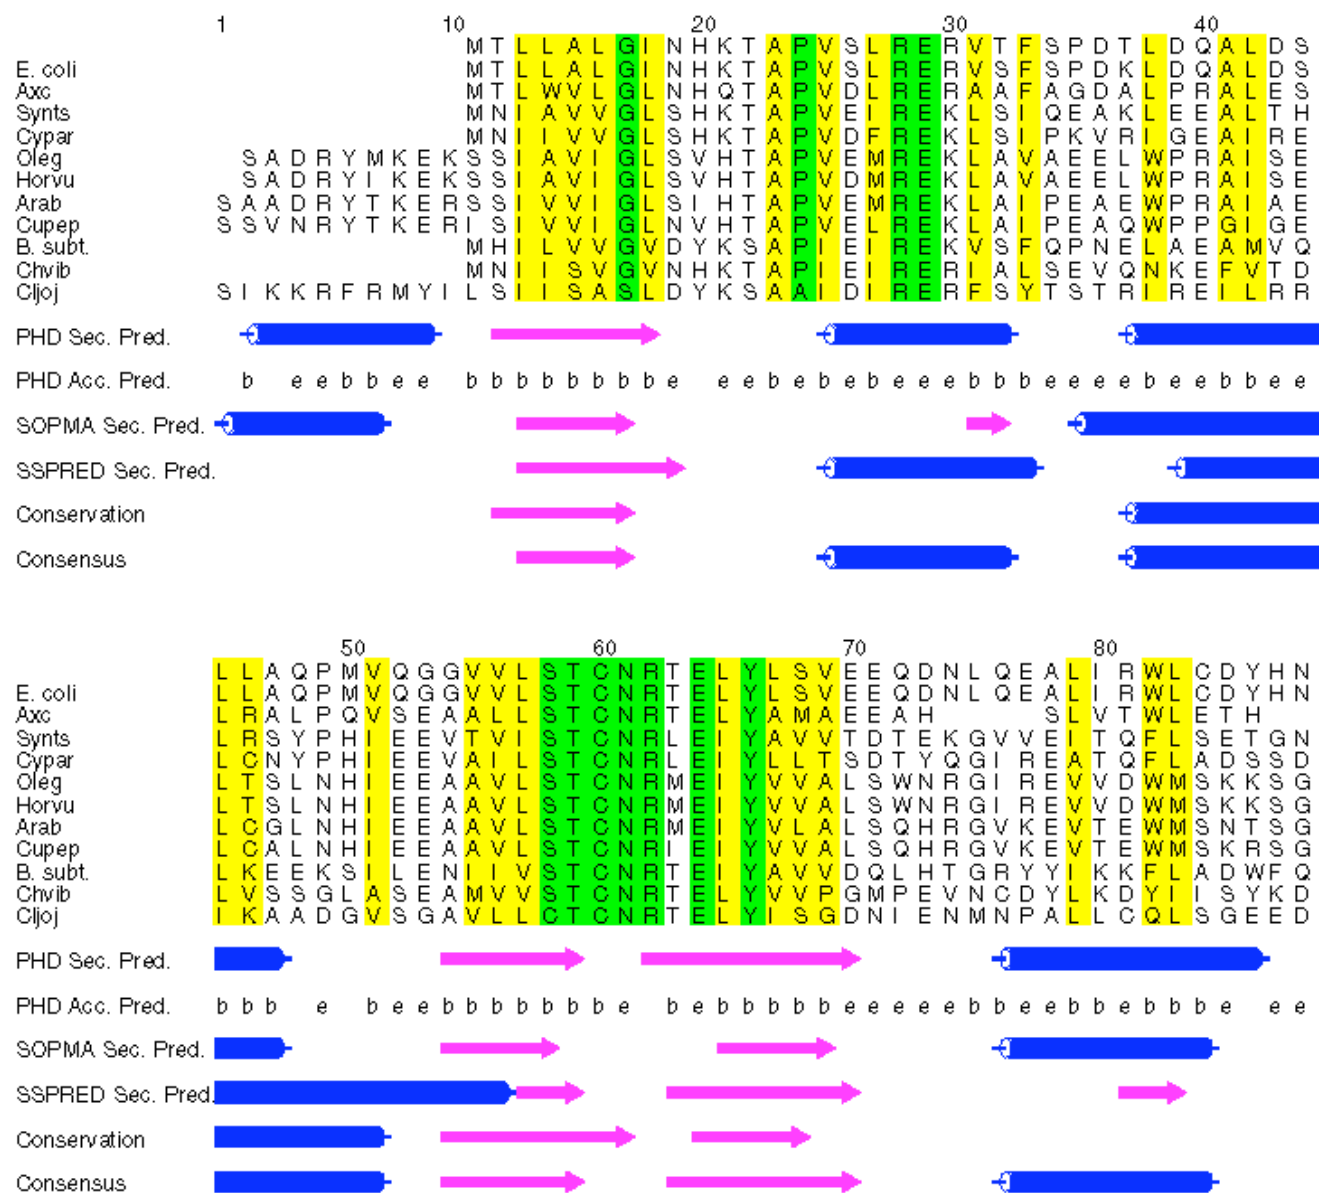 1 10 20 30 40
M T L L A L G I N H K T A P V S L R E R V T F S P D T L D Q A L D S
E. coli M T L L A L G I N H K T A P V S L R E R V S F S P D K L D Q A L D S
Axc M T L W V L G L N H Q T A P V D L R E R A A F A G D A L P R A L E S
Synts M N I A V V G L S H K T A P V E I R E K L S I Q E A K L E E A L T H
Cypar M N I I V V G L S H K T A P V D F R E K L S I P K V R I G E A I R E
Oleg S A D R Y M K E K S S I A V I G L S V H T A P V E M R E K L A V A E E L W P R A I S E
Horvu S A D R Y I K E K S S I A V I G L S V H T A P V D M R E K L A V A E E L W P R A I S E
Arab S A A D R Y T K E R S S I V V I G L S I H T A P V E M R E K L A I P E A E W P R A I A E
Cupep S S V N R Y T K E R I S I V V I G L N V H T A P V E L R E K L A I P E A Q W P P G I G E
B. subt. M H I L V V G V D Y K S A P I E I R E K V S F Q P N E L A E A M V Q
Chvib M N I I S V G V N H K T A P I E I R E R I A L S E V Q N K E F V T D
Cljoj S I K K R F R M Y I L S I I S A S L D Y K S A A I D I R E R F S Y T S T R I R E I L R R
PHD Sec. Pred.
PHD Acc. Pred. b e e b b e e b b b b b b b b e e e b e b e b e e e b b e e e b e e b b e e
SOPMA Sec. Pred.
SSPRED Sec. Pred.
Conservation
Consensus
50 60 70 80
L L A Q P M V Q G G V V L S T C N R T E L Y L S V E E Q D N L Q E A L I R W L C D Y H N
E. coli L L A Q P M V Q G G V V L S T C N R T E L Y L S V E E Q D N L Q E A L I R W L C D Y H N
Axc L R A L P Q V S E A A L L S T C N R T E L Y A M A E E A H S L V T W L E T H
Synts L R S Y P H I E E V T V I S T C N R L E I Y A V V T D T E K G V V E I T Q F L S E T G N
Cypar L C N Y P H I E E V A I L S T C N R L E I Y L L T S D T Y Q G I R E A T Q F L A D S S D
Oleg L T S L N H I E E A A V L S T C N R M E I Y V V A L S W N R G I R E V V D W M S K K S G
Horvu L T S L N H I E E A A V L S T C N R M E I Y V V A L S W N R G I R E V V D W M S K K S G
Arab L C G L N H I E E A A V L S T C N R M E I Y V L A L S Q H R G V K E V T E W M S N T S G
Cupep L C A L N H I E E A A V L S T C N R I E I Y V V A L S Q H R G V K E V T E W M S K R S G
B. subt. L K E E K S I L E N I I V S T C N R T E I Y A V V D Q L H T G R Y Y I K K F L A D W F Q
Chvib L V S S G L A S E A M V V S T C N R T E L Y V V P G M P E V N C D Y L K D Y I I S Y K D
Cljoj I K A A D G V S G A V L L C T C N R T E L Y I S G D N I E N M N P A L L C Q L S G E E D
PHD Sec. Pred.
PHD Acc. Pred. b b b e b e e b b b b b b b e b e b b b b b e e e e b b e e b b e b b b e e e
SOPMA Sec. Pred.
SSPRED Sec. Pred.
Conservation
Consensus